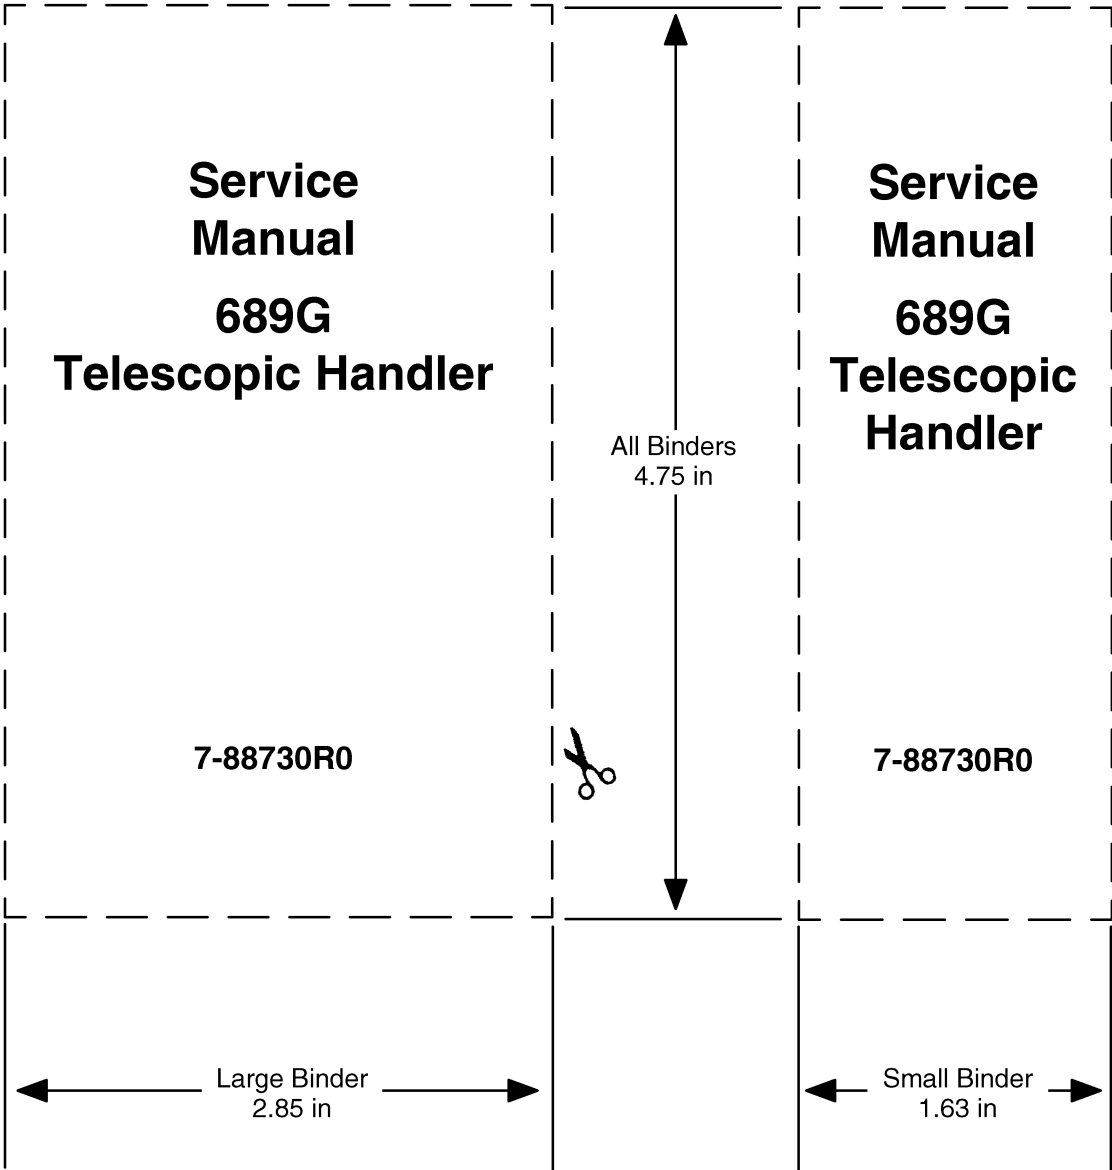 Service
Manual
689G
Telescopic Handler
7-88730R0
All Binders
4.75 in
Service
Manual
689G
Telescopic
Handler
7-88730R0
Large Binder
2.85 in
Small Binder
1.63 in